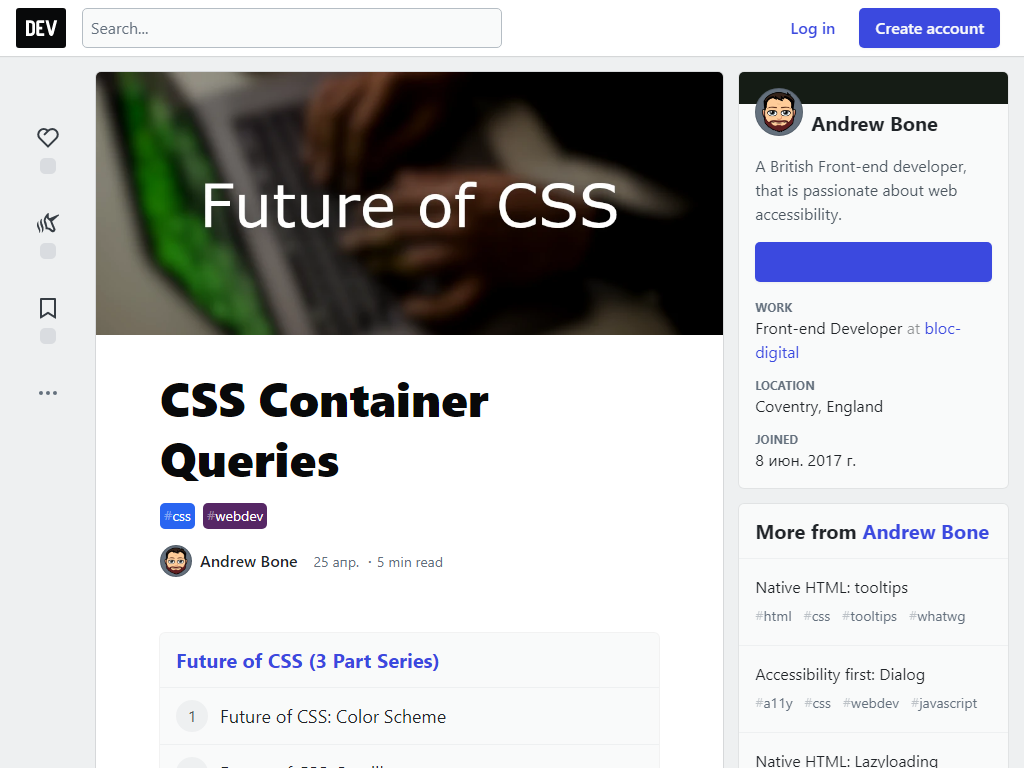 DEV
Search...
Log in
Create account
Future of CSS
CSS Container
Queries
#css #webdev
Andrew Bone 25 апр. · 5 min read
Future of CSS (3 Part Series)
1 Future of CSS: Color Scheme
Andrew Bone
A British Front-end developer,
that is passionate about web
accessibility.
WORK
Front-end Developer at bloc-
digital
LOCATION
Coventry, England
JOINED
8 июн. 2017 г.
More from Andrew Bone
Native HTML: tooltips
#html #css #tooltips #whatwg
Accessibility first: Dialog
#a11y #css #webdev #javascript
Native HTML: Lazyloading